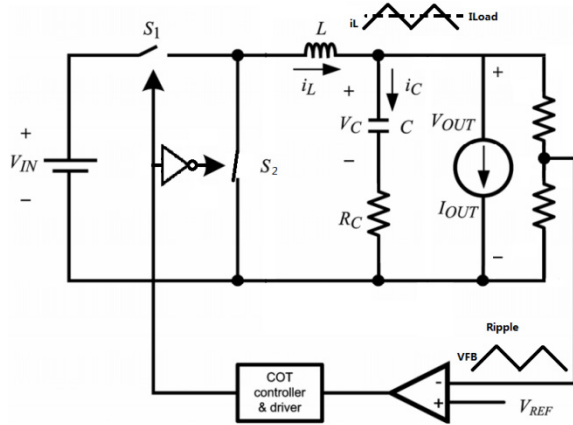 iL
ILoad
S1
L
iL
iC
+
+
+
VC
C
VOUT
VIN
S2
-
-
RC
IOUT
-
Ripple
VFB
COT
controller
& driver
-
+
VREF